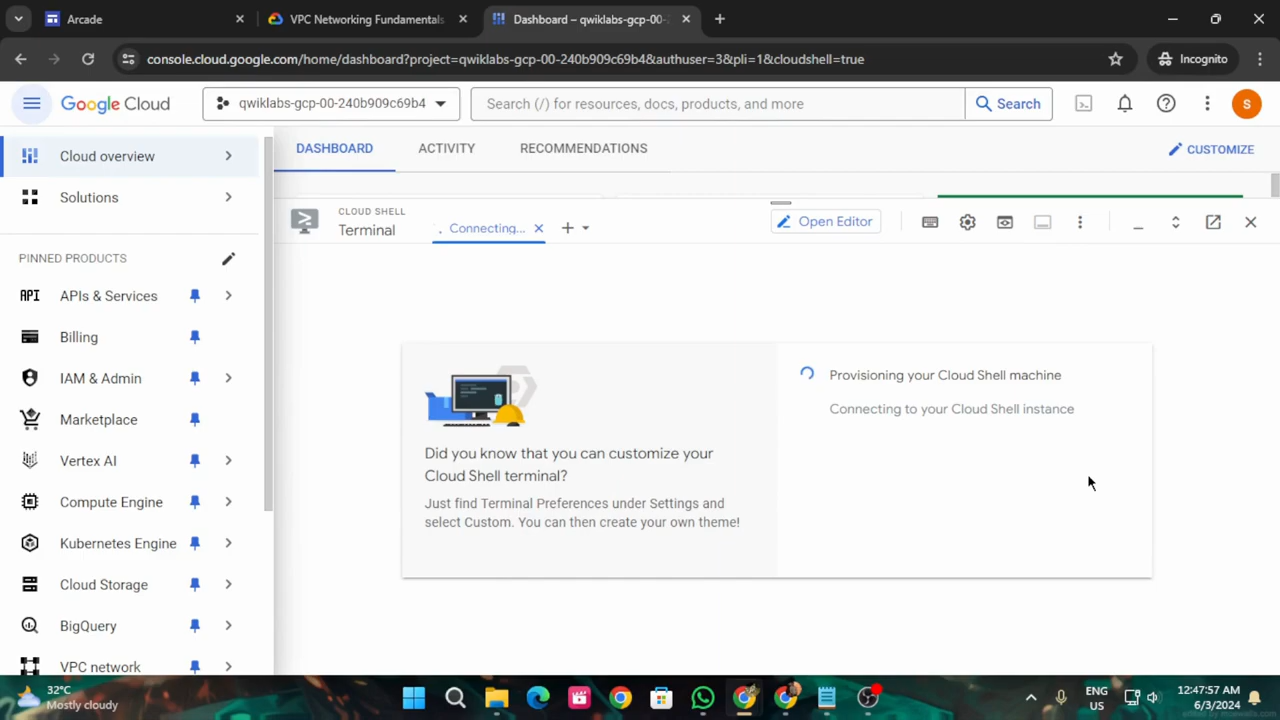 Arcade
VPC Networking Fundamentals
Dashboard – qwiklabs-gcp-00-
console.cloud.google.com/home/dashboard?project=qwiklabs-gcp-00-240b909c69b4&authuser=3&pli=1&cloudshell=true
Incognito
Google Cloud
qwiklabs-gcp-00-240b909c69b4
Search (/) for resources, docs, products, and more
Search
S
Cloud overview
Solutions
PINNED PRODUCTS
API APIs & Services
Billing
IAM & Admin
Marketplace
Vertex AI
Compute Engine
Kubernetes Engine
Cloud Storage
BigQuery
VPC network
DASHBOARD
ACTIVITY
RECOMMENDATIONS
CUSTOMIZE
CLOUD SHELL
Terminal
Connecting...
Open Editor
Did you know that you can customize your
Cloud Shell terminal?
Just find Terminal Preferences under Settings and
select Custom. You can then create your own theme!
Provisioning your Cloud Shell machine
Connecting to your Cloud Shell instance
32°C
Mostly cloudy
ENG
US
12:47:57 AM
6/3/2024